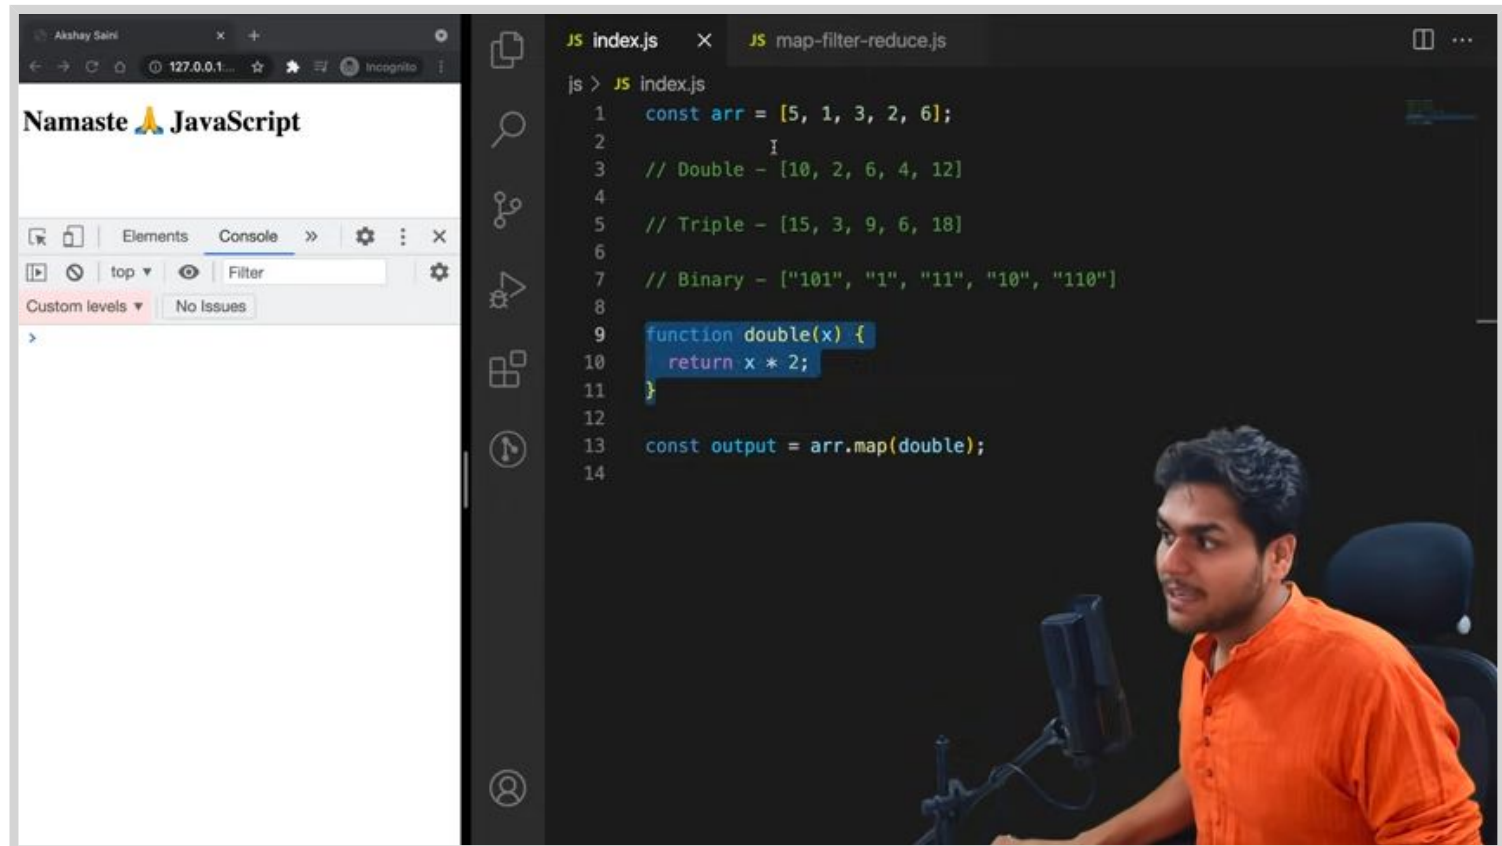 Akshay Saini
127.0.0.1:... Incognito
Namaste 🙏 JavaScript
Elements Console »
top ▾ Filter
Custom levels ▾ No Issues
>
JS index.js × JS map-filter-reduce.js
js > JS index.js
1 const arr = [5, 1, 3, 2, 6];
2
3 // Double – [10, 2, 6, 4, 12]
4
5 // Triple – [15, 3, 9, 6, 18]
6
7 // Binary – ["101", "1", "11", "10", "110"]
8
9 function double(x) {
10 return x * 2;
11 }
12
13 const output = arr.map(double);
14